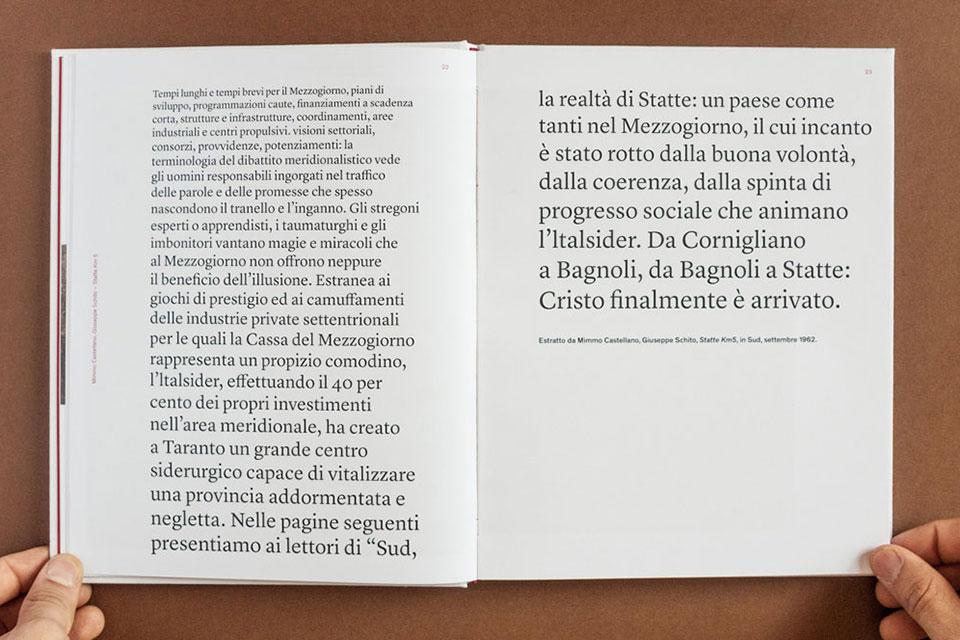 22
Tempi lunghi e tempi brevi per il Mezzogiorno, piani di
sviluppo, programmazioni caute, finanziamenti a scadenza
corta, strutture e infrastrutture, coordinamenti, aree
industriali e centri propulsivi. visioni settoriali,
consorzi, provvidenze, potenziamenti: la
terminologia del dibattito meridionalistico vede
gli uomini responsabili ingorgati nel traffico
delle parole e delle promesse che spesso
nascondono il tranello e l’inganno. Gli stregoni
esperti o apprendisti, i taumaturghi e gli
imbonitori vantano magie e miracoli che
al Mezzogiorno non offrono neppure
il beneficio dell’illusione. Estranea ai
giochi di prestigio ed ai camuffamenti
delle industrie private settentrionali
per le quali la Cassa del Mezzogiorno
rappresenta un propizio comodino,
l’ltalsider, effettuando il 40 per
cento dei propri investimenti
nell’area meridionale, ha creato
a Taranto un grande centro
siderurgico capace di vitalizzare
una provincia addormentata e
negletta. Nelle pagine seguenti
presentiamo ai lettori di “Sud,
Mimmo Castellano, Giuseppe Schito – Statte Km 5
23
la realtà di Statte: un paese come
tanti nel Mezzogiorno, il cui incanto
è stato rotto dalla buona volontà,
dalla coerenza, dalla spinta di
progresso sociale che animano
l’ltalsider. Da Cornigliano
a Bagnoli, da Bagnoli a Statte:
Cristo finalmente è arrivato.
Estratto da Mimmo Castellano, Giuseppe Schito, Statte Km5, in Sud, settembre 1962.